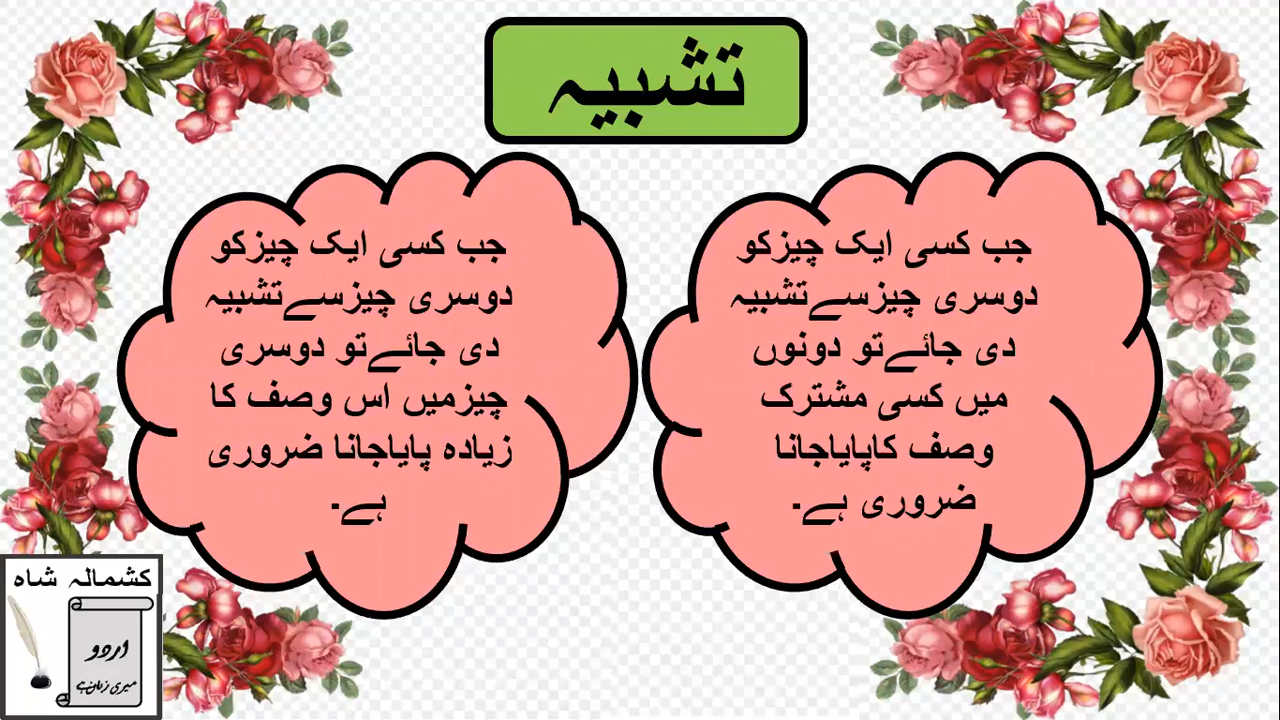 تشبیہ
جب کسی ایک چیزکو
دوسری چیزسےتشبیہ
دی جائےتو دونوں
میں کسی مشترک
وصف کاپایاجانا
ضروری ہے۔
جب کسی ایک چیزکو
دوسری چیزسےتشبیہ
دی جائےتو دوسری
چیزمیں اس وصف کا
زیادہ پایاجانا ضروری
ہے۔
کشمالہ شاہ
اردو
میری زبان ہے